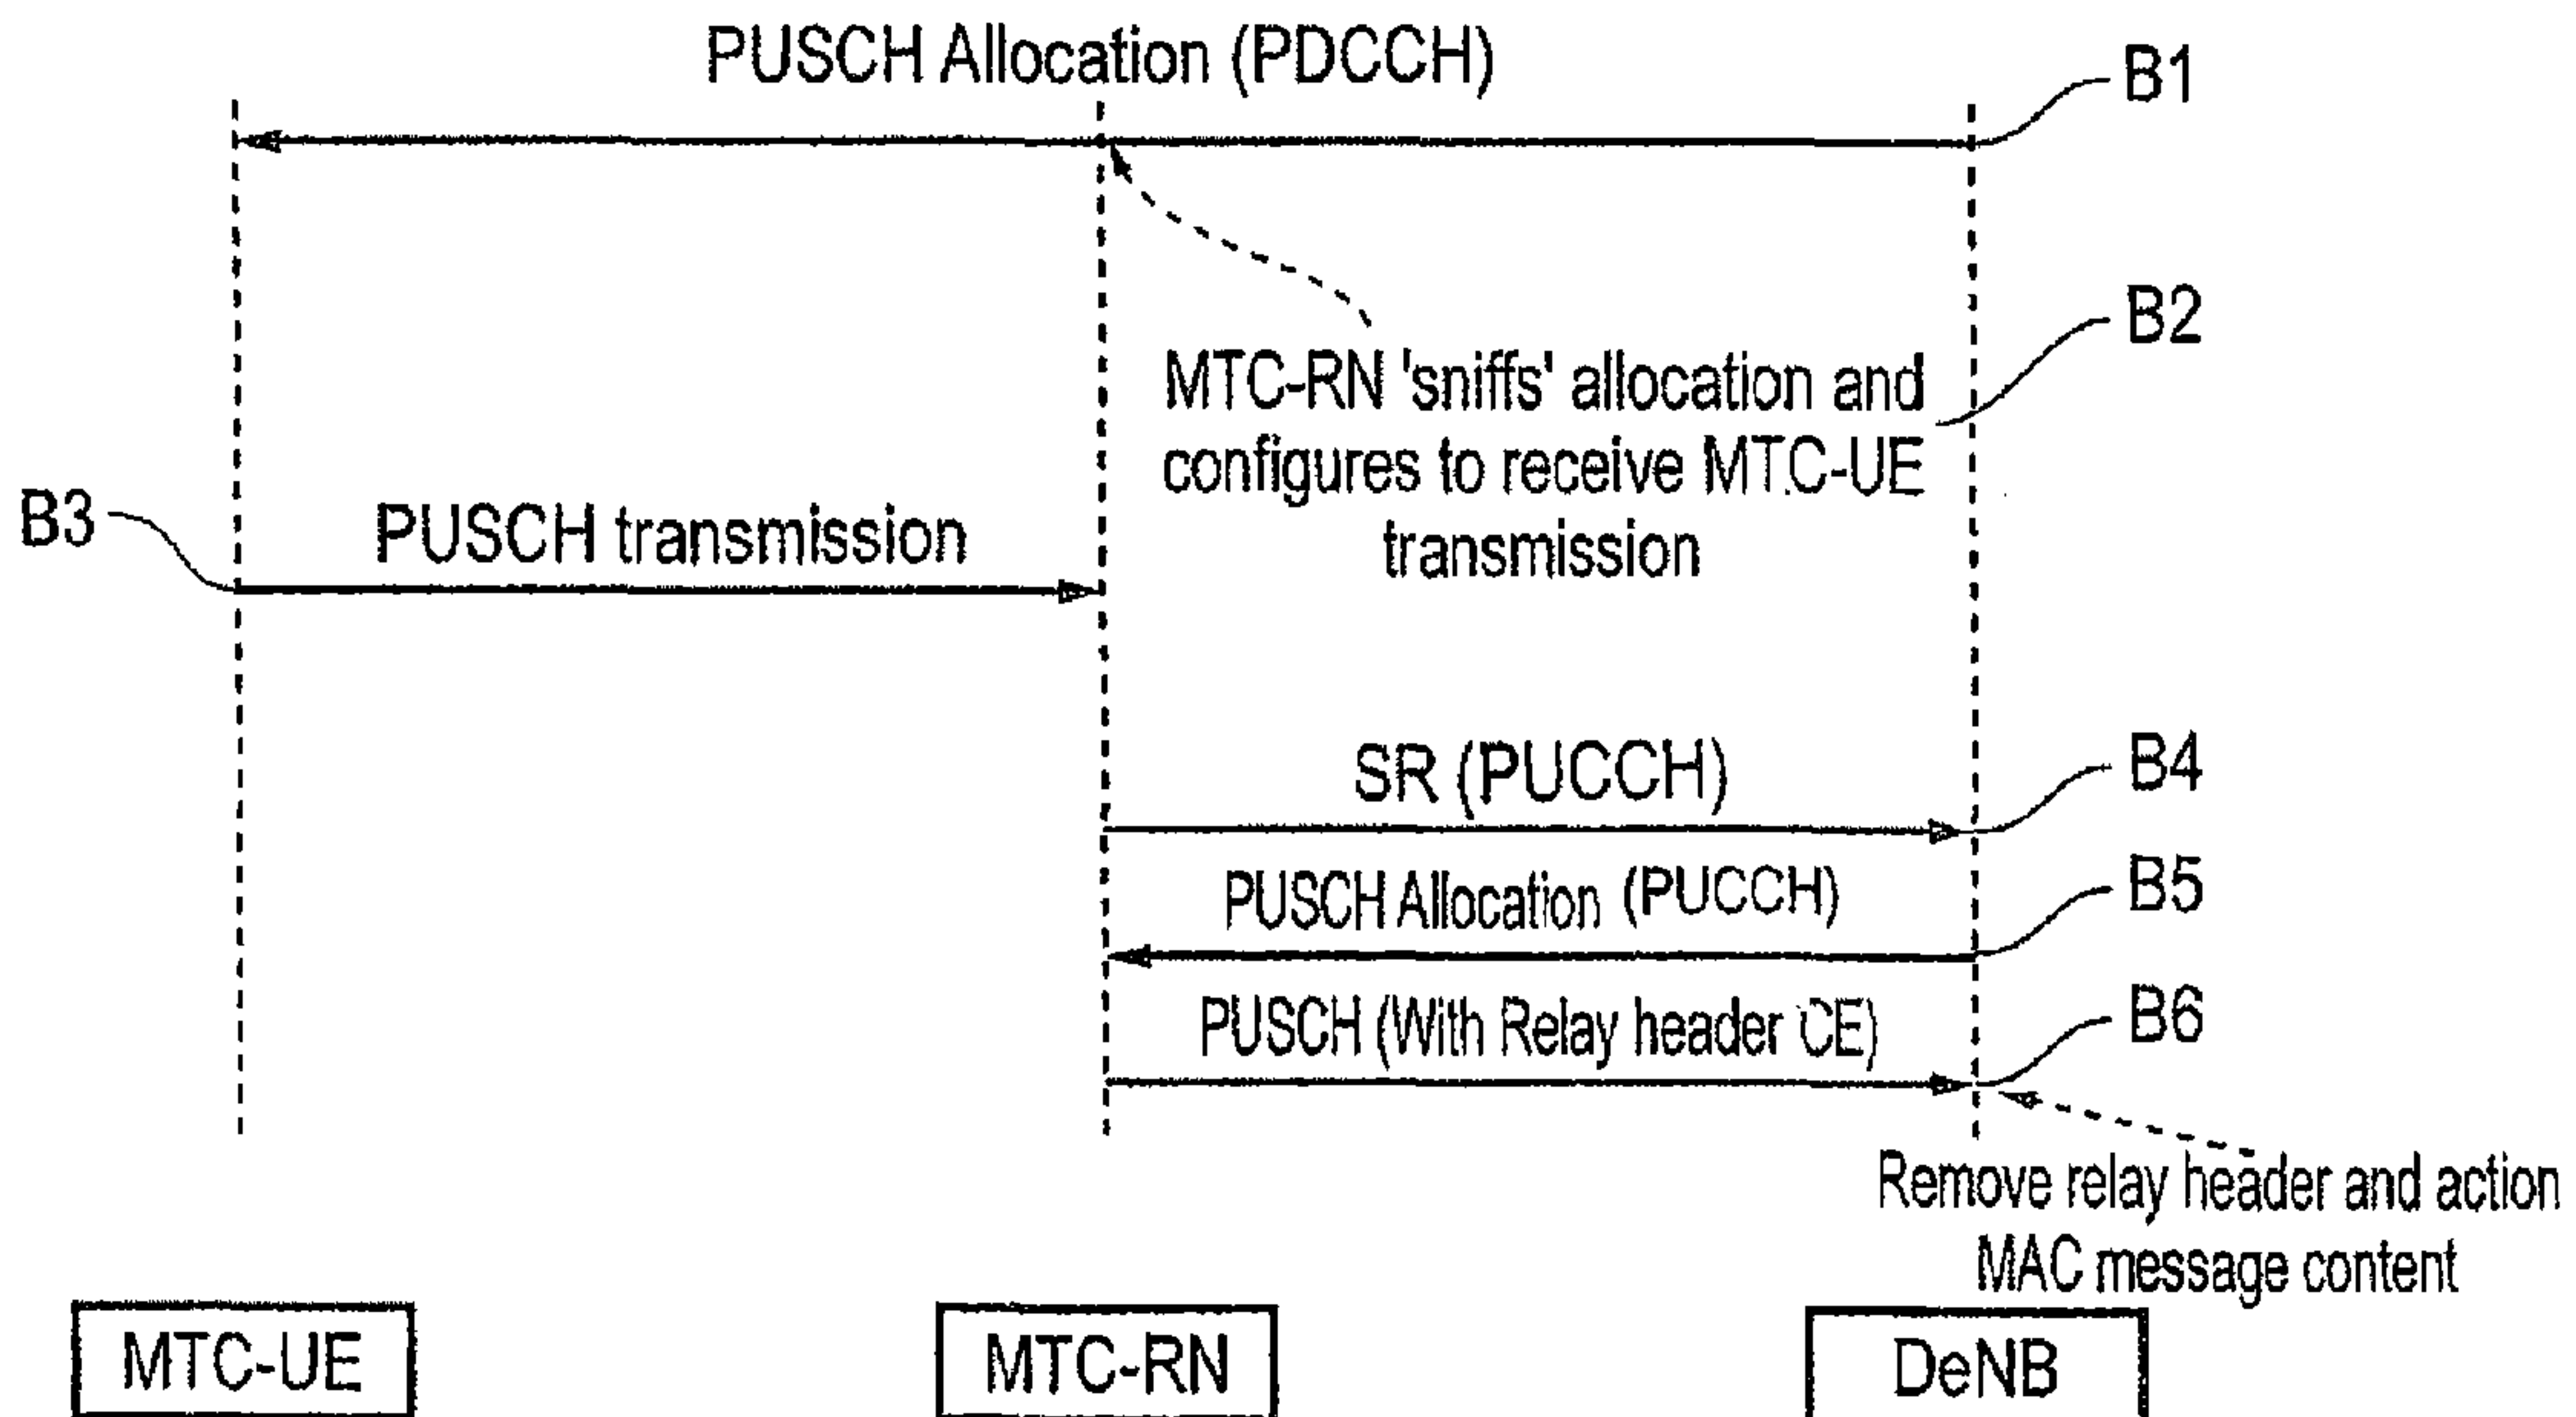 PUSCH Allocation (PDCCH)
B1
B2
MTC-RN 'sniffs' allocation and
configures to receive MTC-UE
transmission
B3
PUSCH transmission
SR (PUCCH)
B4
PUSCH Allocation (PUCCH)
B5
PUSCH (With Relay header CE)
B6
Remove relay header and action
MAC message content
MTC-UE
MTC-RN
DeNB